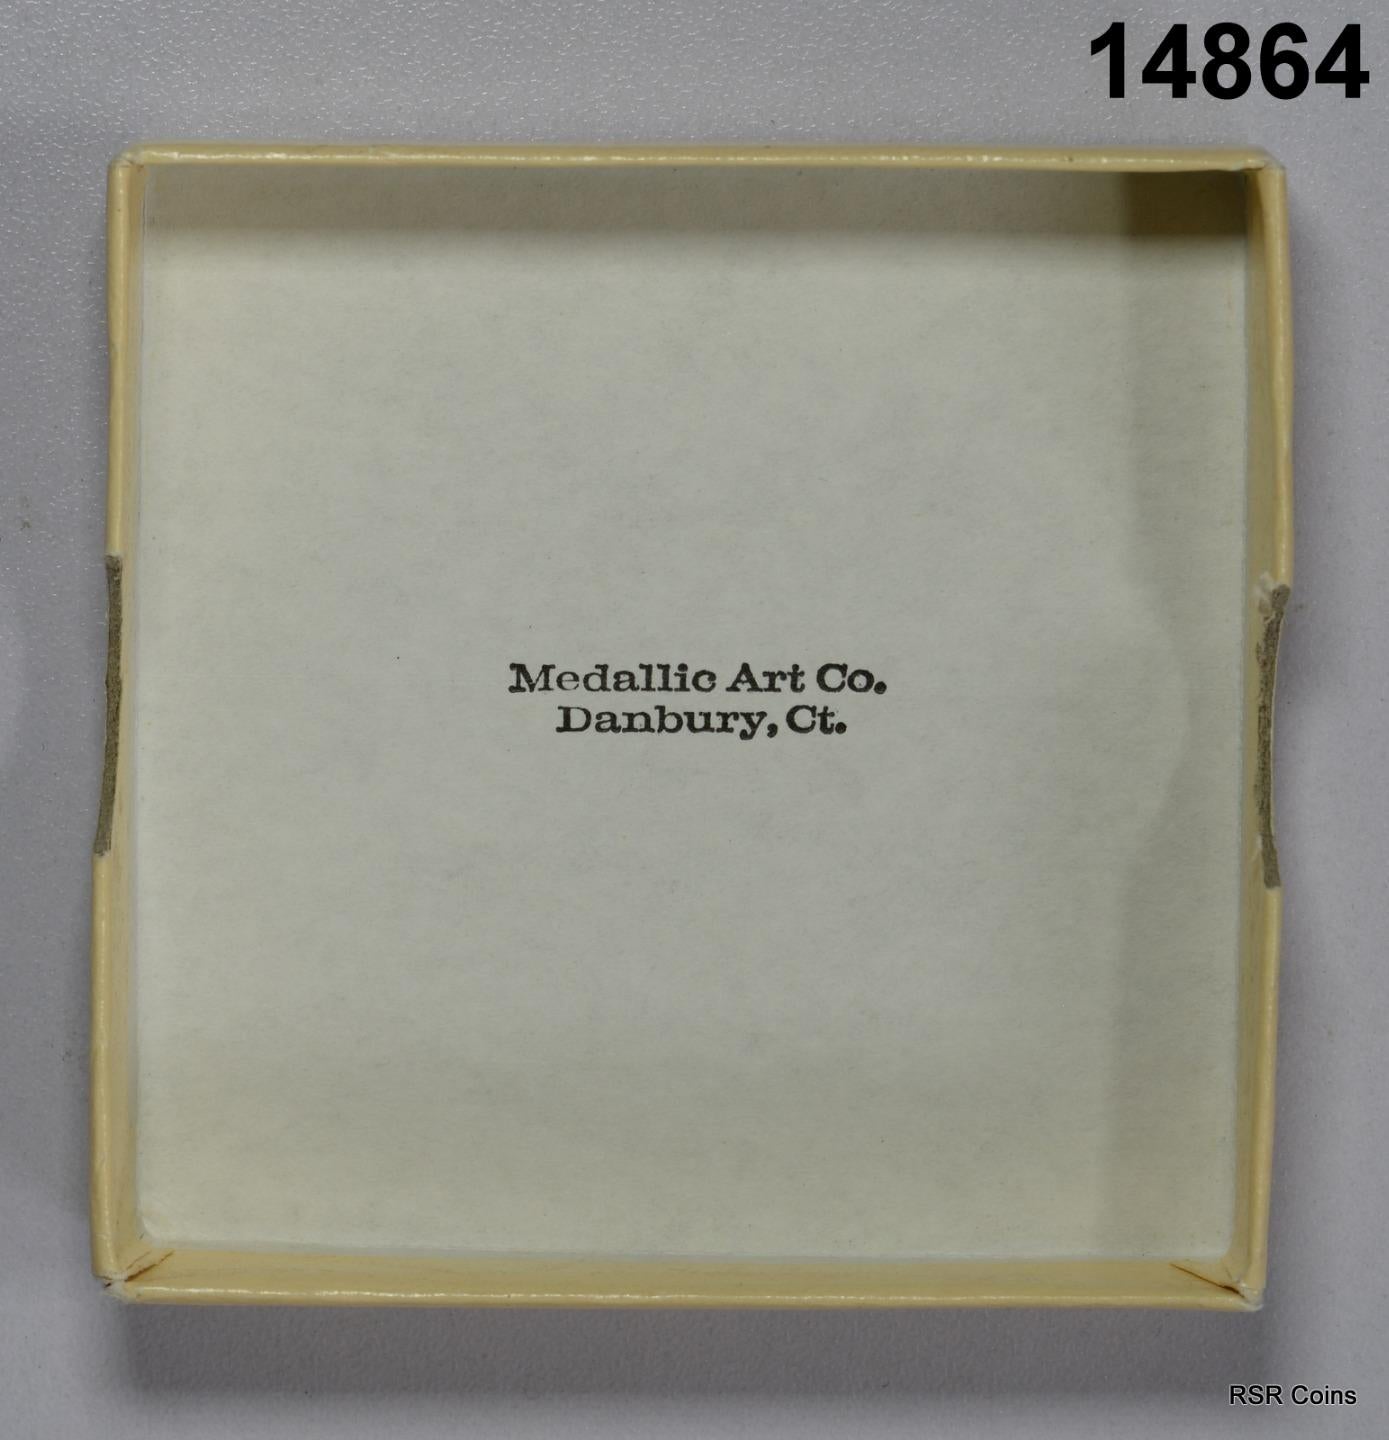 14864
Medallic Art Co.
Danbury, Ct.
RSR Coins